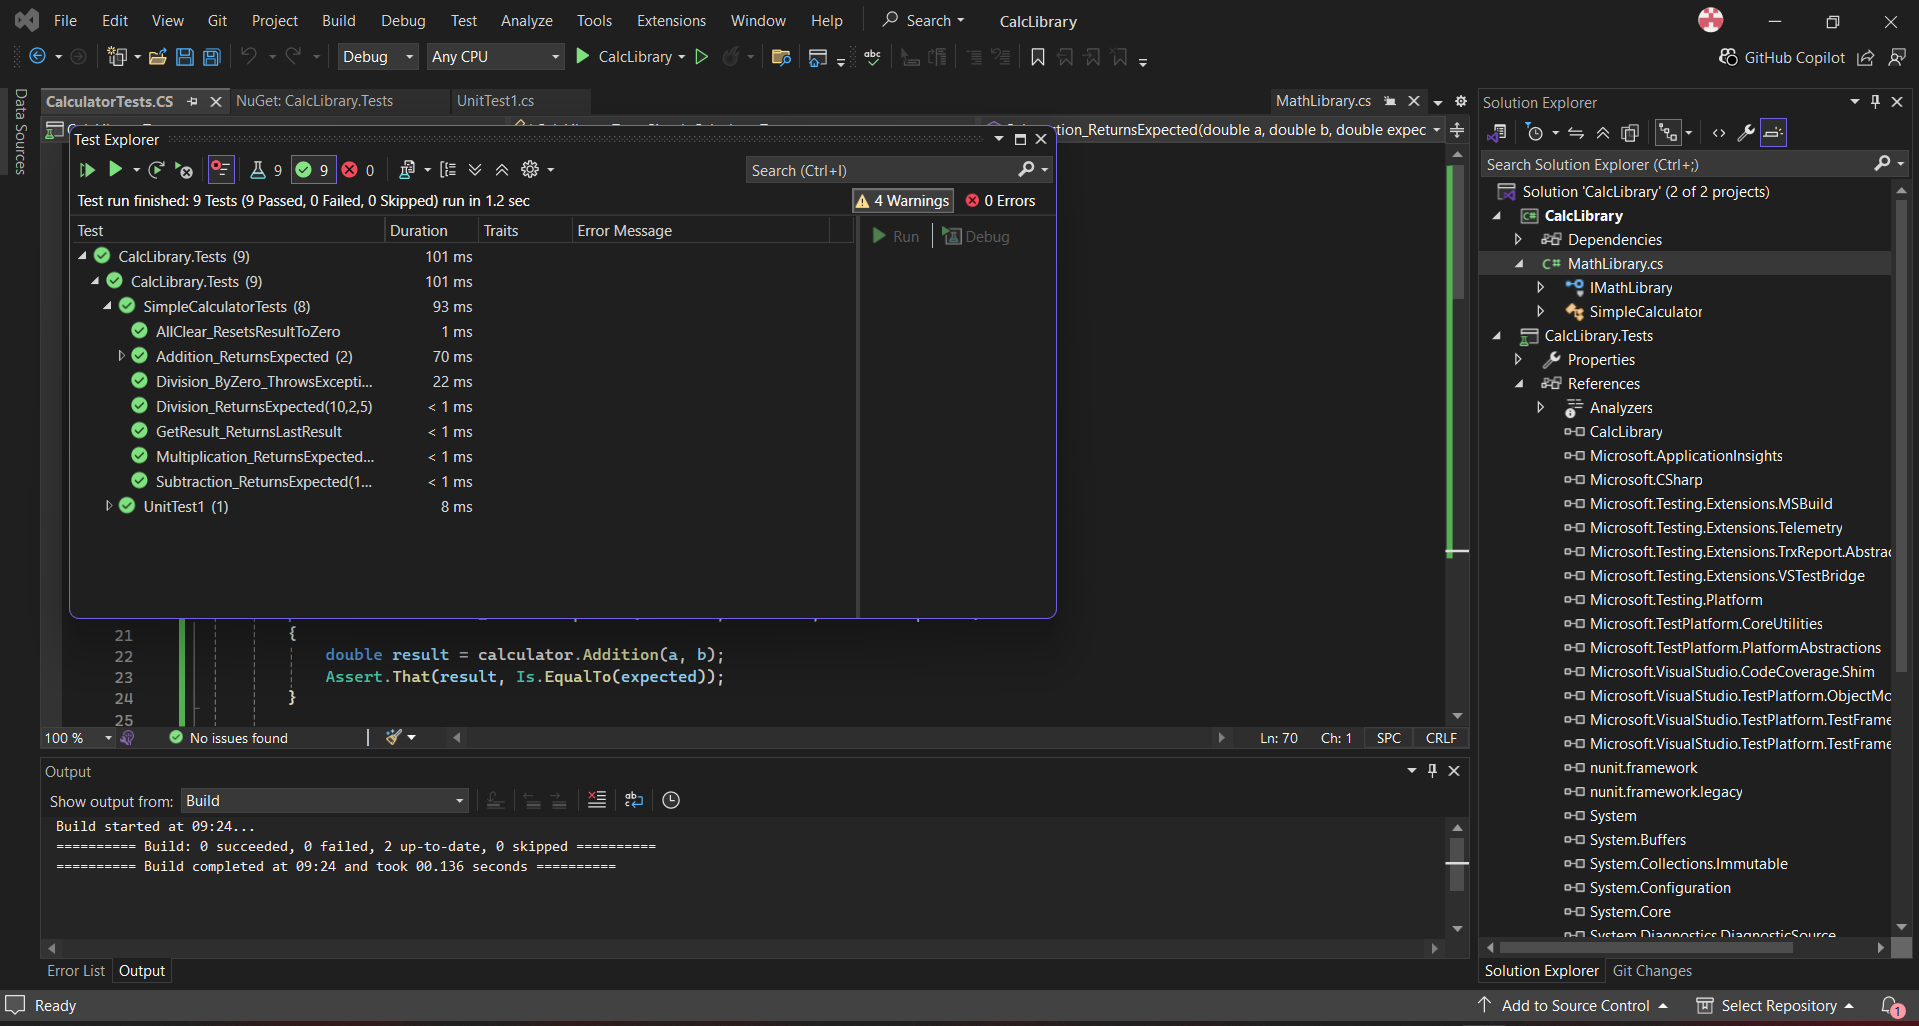 File Edit View Git Project Build Debug Test Analyze Tools Extensions Window Help Search CalcLibrary
Debug Any CPU CalcLibrary GitHub Copilot
Data Sources
CalculatorTests.CS NuGet: CalcLibrary.Tests UnitTest1.cs MathLibrary.cs
_ReturnsExpected(double a, double b, double expec
Test Explorer
9 9 0 Search (Ctrl+I)
Test run finished: 9 Tests (9 Passed, 0 Failed, 0 Skipped) run in 1.2 sec 4 Warnings 0 Errors
Test Duration Traits Error Message
Run Debug
CalcLibrary.Tests (9) 101 ms
CalcLibrary.Tests (9) 101 ms
SimpleCalculatorTests (8) 93 ms
AllClear_ResetsResultToZero 1 ms
Addition_ReturnsExpected (2) 70 ms
Division_ByZero_ThrowsExcepti... 22 ms
Division_ReturnsExpected(10,2,5) < 1 ms
GetResult_ReturnsLastResult < 1 ms
Multiplication_ReturnsExpected... < 1 ms
Subtraction_ReturnsExpected(1... < 1 ms
UnitTest1 (1) 8 ms
21 {
22 double result = calculator.Addition(a, b);
23 Assert.That(result, Is.EqualTo(expected));
24 }
25
100 % No issues found Ln: 70 Ch: 1 SPC CRLF
Output
Show output from: Build
Build started at 09:24...
========== Build: 0 succeeded, 0 failed, 2 up-to-date, 0 skipped ==========
========== Build completed at 09:24 and took 00.136 seconds ==========
Error List Output
Solution Explorer
Search Solution Explorer (Ctrl+;)
Solution 'CalcLibrary' (2 of 2 projects)
CalcLibrary
Dependencies
C# MathLibrary.cs
IMathLibrary
SimpleCalculator
CalcLibrary.Tests
Properties
References
Analyzers
CalcLibrary
Microsoft.ApplicationInsights
Microsoft.CSharp
Microsoft.Testing.Extensions.MSBuild
Microsoft.Testing.Extensions.Telemetry
Microsoft.Testing.Extensions.TrxReport.Abstrac
Microsoft.Testing.Extensions.VSTestBridge
Microsoft.Testing.Platform
Microsoft.TestPlatform.CoreUtilities
Microsoft.TestPlatform.PlatformAbstractions
Microsoft.VisualStudio.CodeCoverage.Shim
Microsoft.VisualStudio.TestPlatform.ObjectMo
Microsoft.VisualStudio.TestPlatform.TestFrame
Microsoft.VisualStudio.TestPlatform.TestFrame
nunit.framework
nunit.framework.legacy
System
System.Buffers
System.Collections.Immutable
System.Configuration
System.Core
System.Diagnostics.DiagnosticSource
Solution Explorer Git Changes
Ready Add to Source Control Select Repository 1